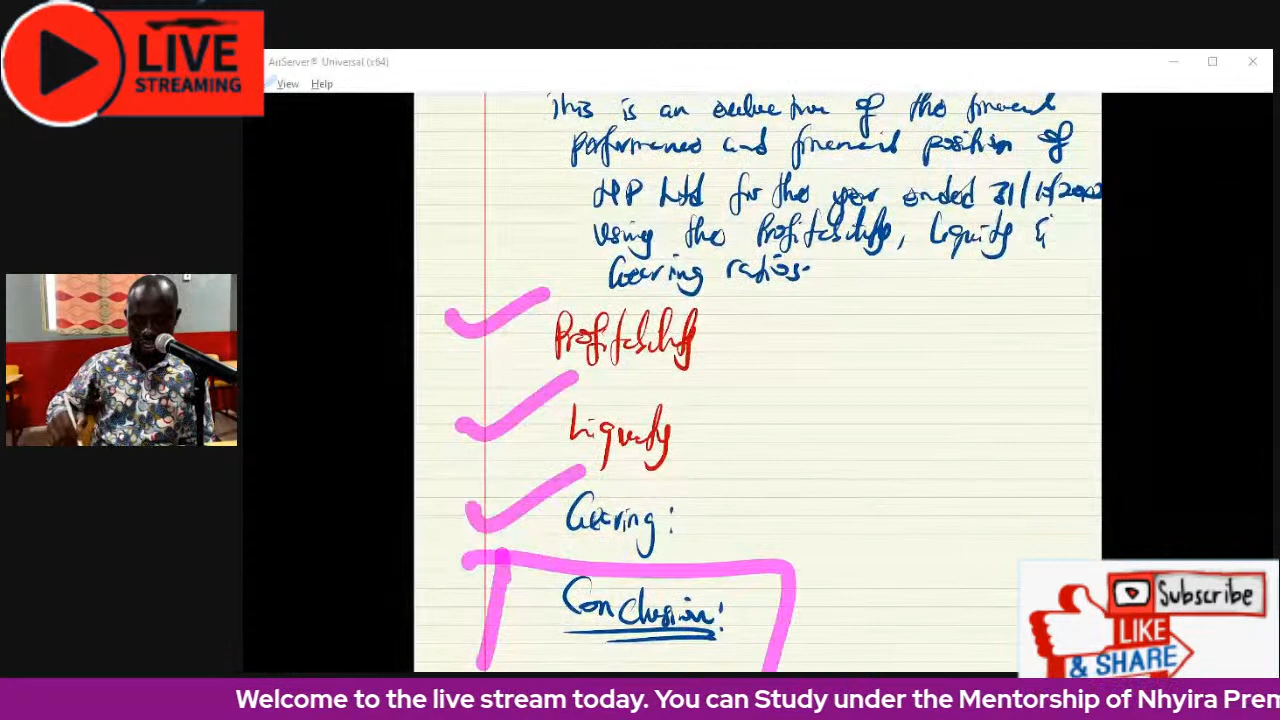 LIVE
STREAMING
AirServer® Universal (x64)
View Help
This is an evaluation of the financial
performance and financial position of
HP Ltd for the year ended 31/
using the Profitability, Liquidity &
Gearing ratios.
Profitability
Liquidity
Gearing:
Conclusion:
Subscribe
LIKE
& SHARE
Welcome to the live stream today. You can Study under the Mentorship of Nhyira Prem